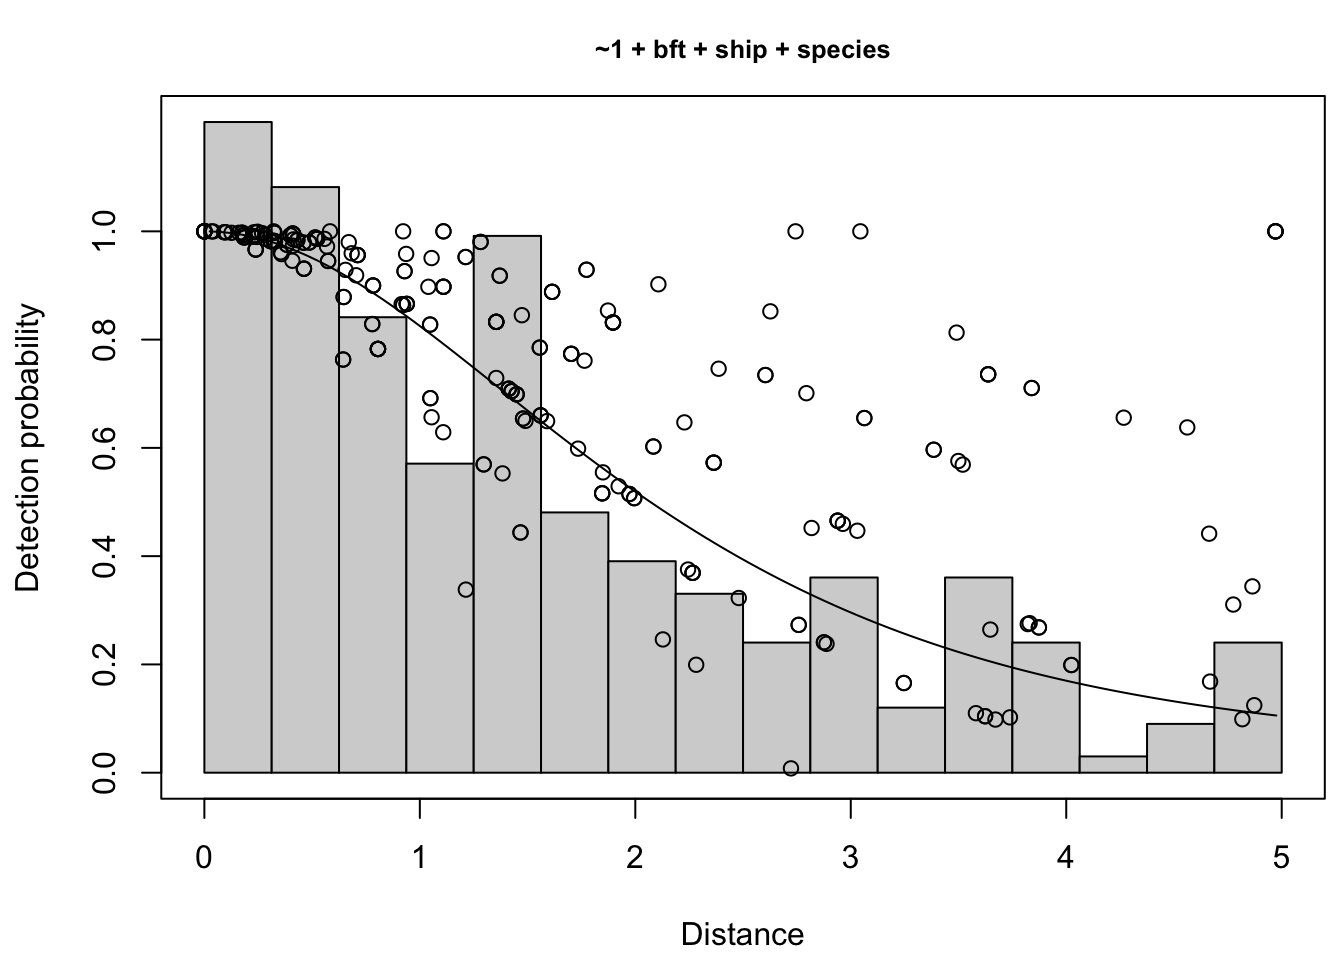 ~1 + bft + ship + species
Detection probability
1.0
0.8
0.6
0.4
0.2
0.0
0 1 2 3 4 5
Distance